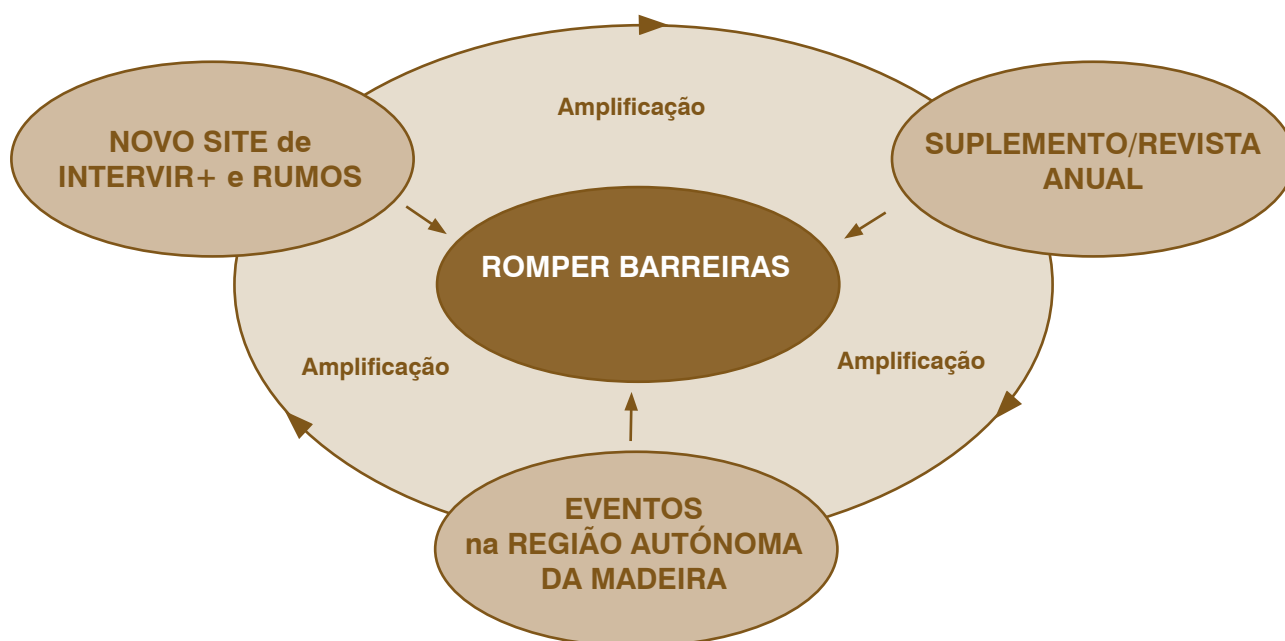 Amplificação
NOVO SITE de
INTERVIR+ e RUMOS
SUPLEMENTO/REVISTA
ANUAL
ROMPER BARREIRAS
Amplificação
Amplificação
EVENTOS
na REGIÃO AUTÓNOMA
DA MADEIRA